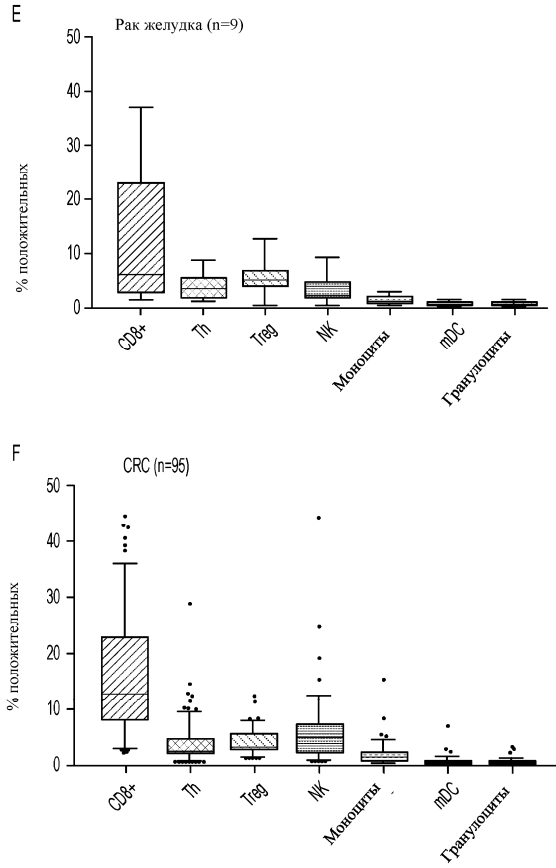 E
Рак желудка (n=9)
% положительных
50
40
30
20
10
0
CD8+
Th
Treg
NK
Моноциты
mDC
Гранулоциты
F
CRC (n=95)
% положительных
50
40
30
20
10
0
CD8+
Th
Treg
NK
Моноциты
mDC
Гранулоциты